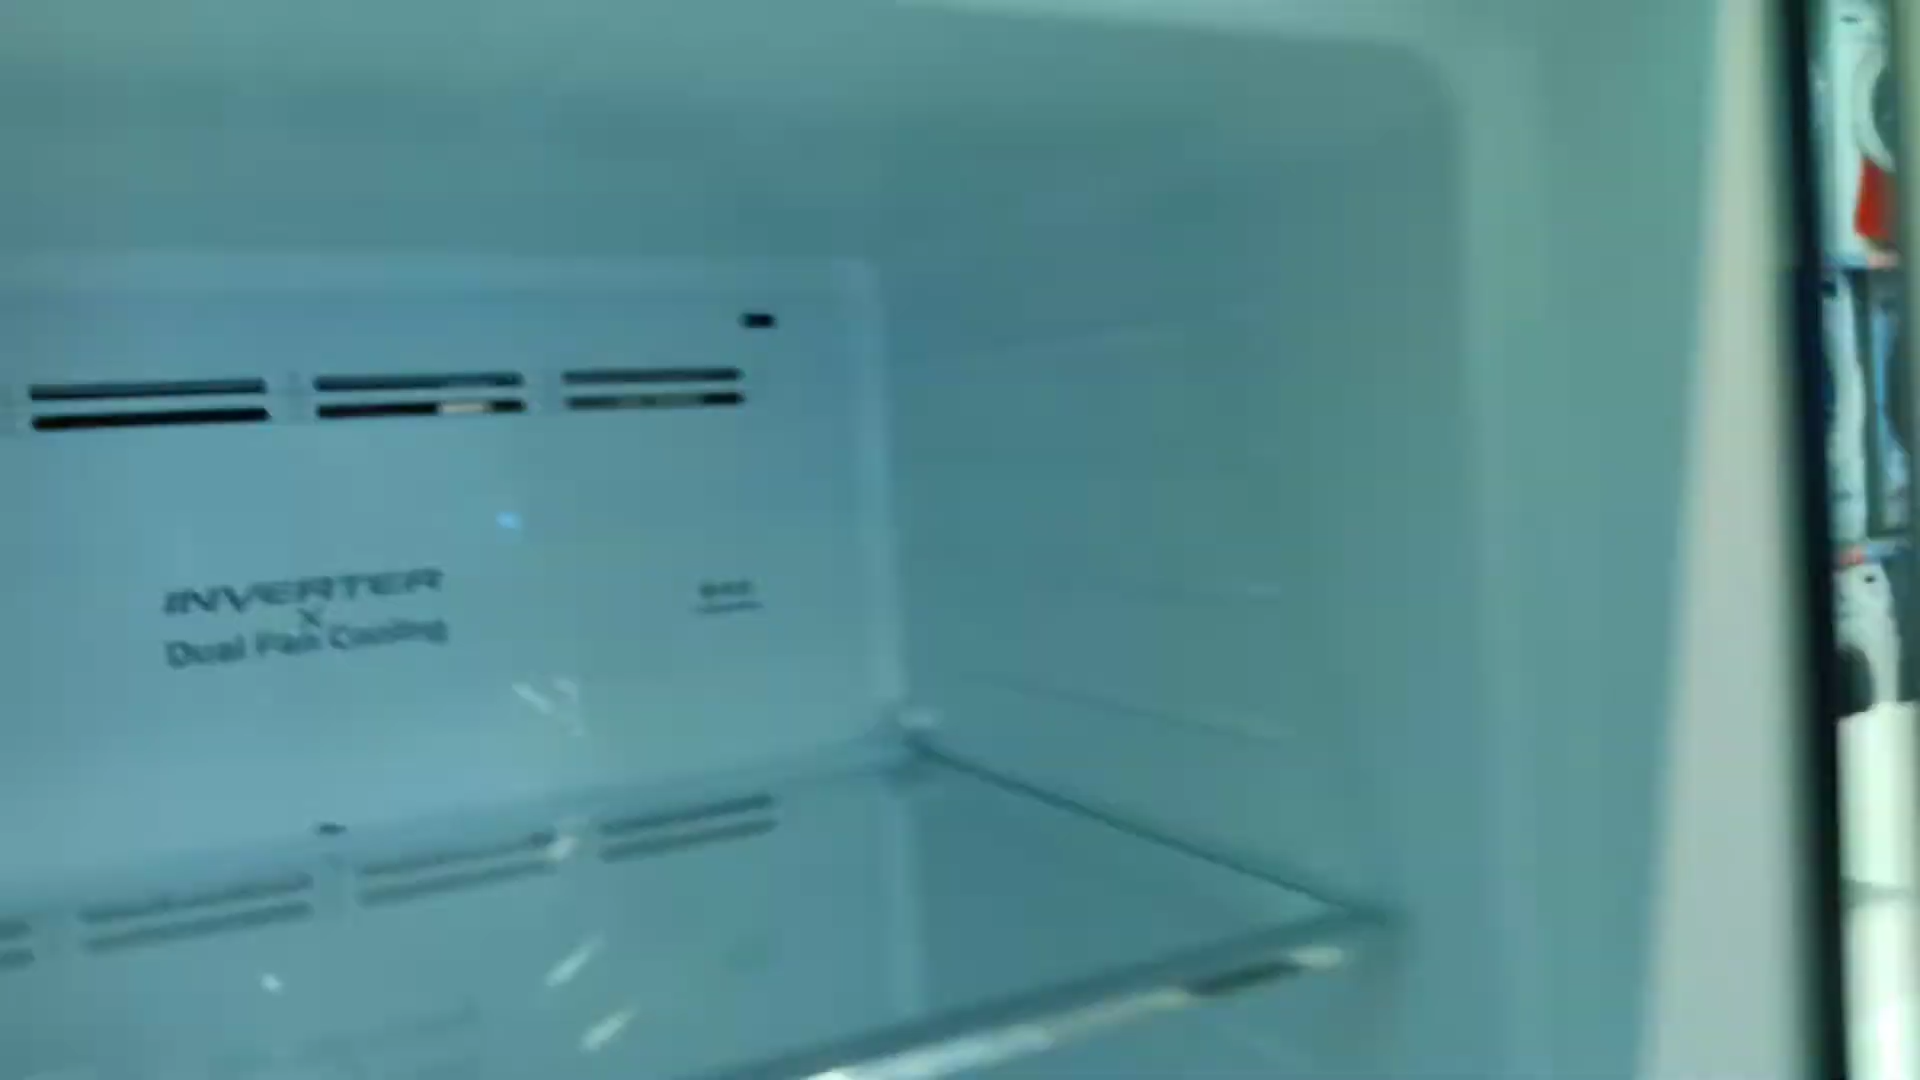 INVERTER
X
Dual Fan Cooling